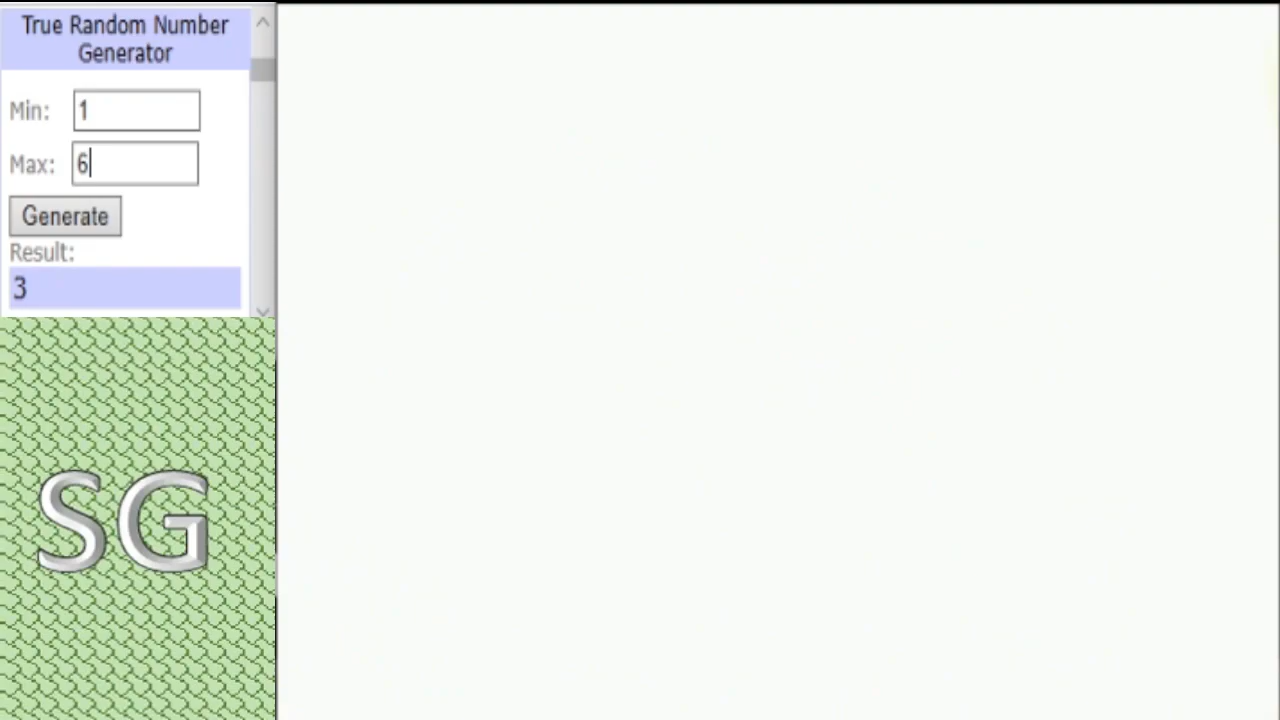 True Random Number
Generator
Min: 1
Max: 6
Generate
Result:
3
SG